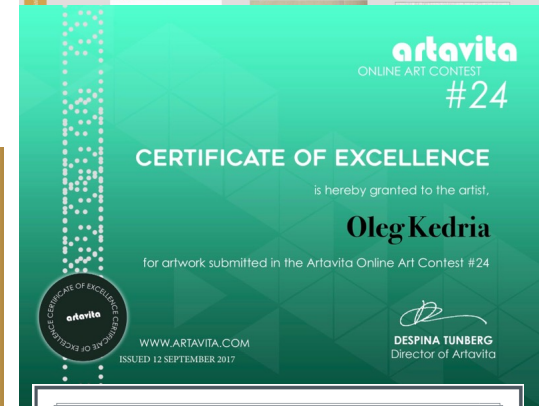 artavita
ONLINE ART CONTEST
#24
CERTIFICATE OF EXCELLENCE
is hereby granted to the artist,
Oleg Kedria
for artwork submitted in the Artavita Online Art Contest #24
CERTIFICATE OF EXCELLENCE CERTIFICATE OF EXCELLENCE
artavita
WWW.ARTAVITA.COM
ISSUED 12 SEPTEMBER 2017
DESPINA TUNBERG
Director of Artavita